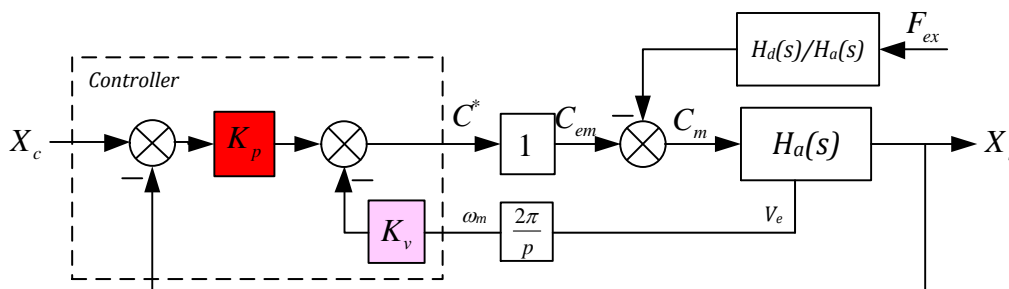 F_ex
H_d(s)/H_a(s)
Controller
−
C^*
C_em
C_m
X_c
K_p
1
H_a(s)
X
−
−
K_v
ω_m
2π/p
V_e